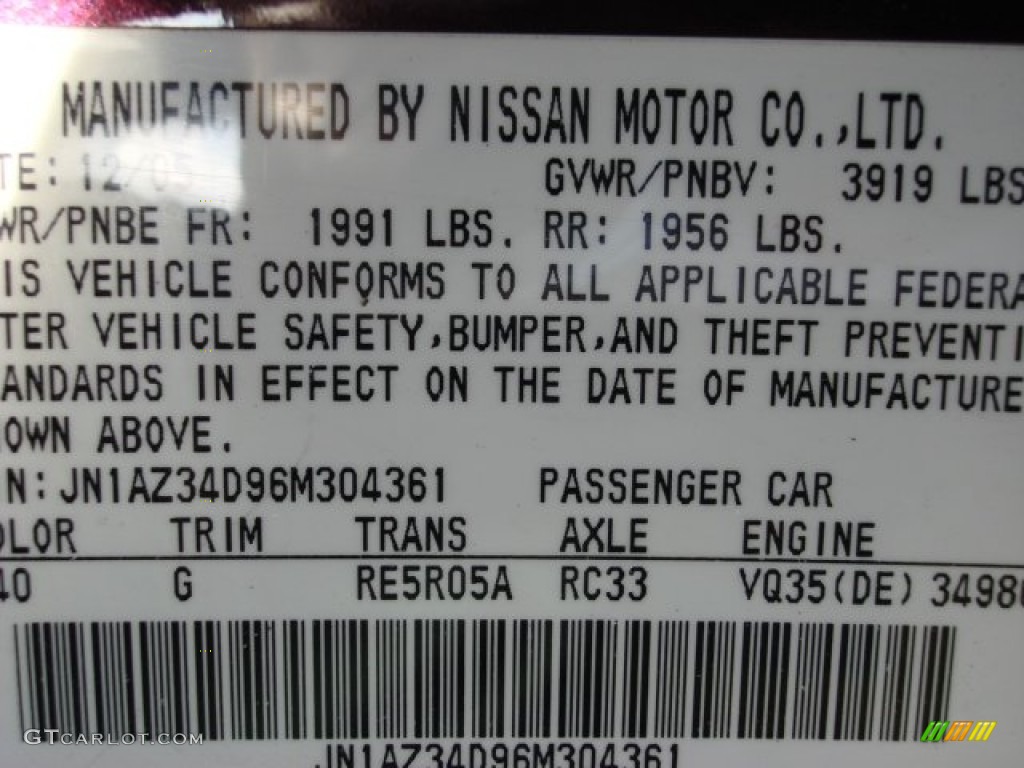 MANUFACTURED BY NISSAN MOTOR CO.,LTD.
TE: 12/05 GVWR/PNBV: 3919 LBS
WR/PNBE FR: 1991 LBS. RR: 1956 LBS.
IS VEHICLE CONFORMS TO ALL APPLICABLE FEDERA
TER VEHICLE SAFETY,BUMPER,AND THEFT PREVENTI
ANDARDS IN EFFECT ON THE DATE OF MANUFACTURE
OWN ABOVE.
N:JN1AZ34D96M304361 PASSENGER CAR
OLOR TRIM TRANS AXLE ENGINE
40 G RE5R05A RC33 VQ35(DE) 3498
JN1AZ34D96M304361
GTCARLOT.COM